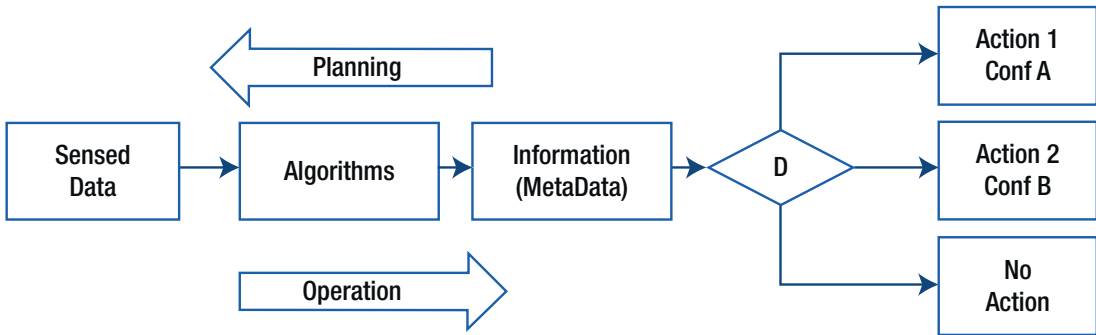 Planning
Sensed
Data
Algorithms
Information
(MetaData)
D
Action 1
Conf A
Action 2
Conf B
No
Action
Operation